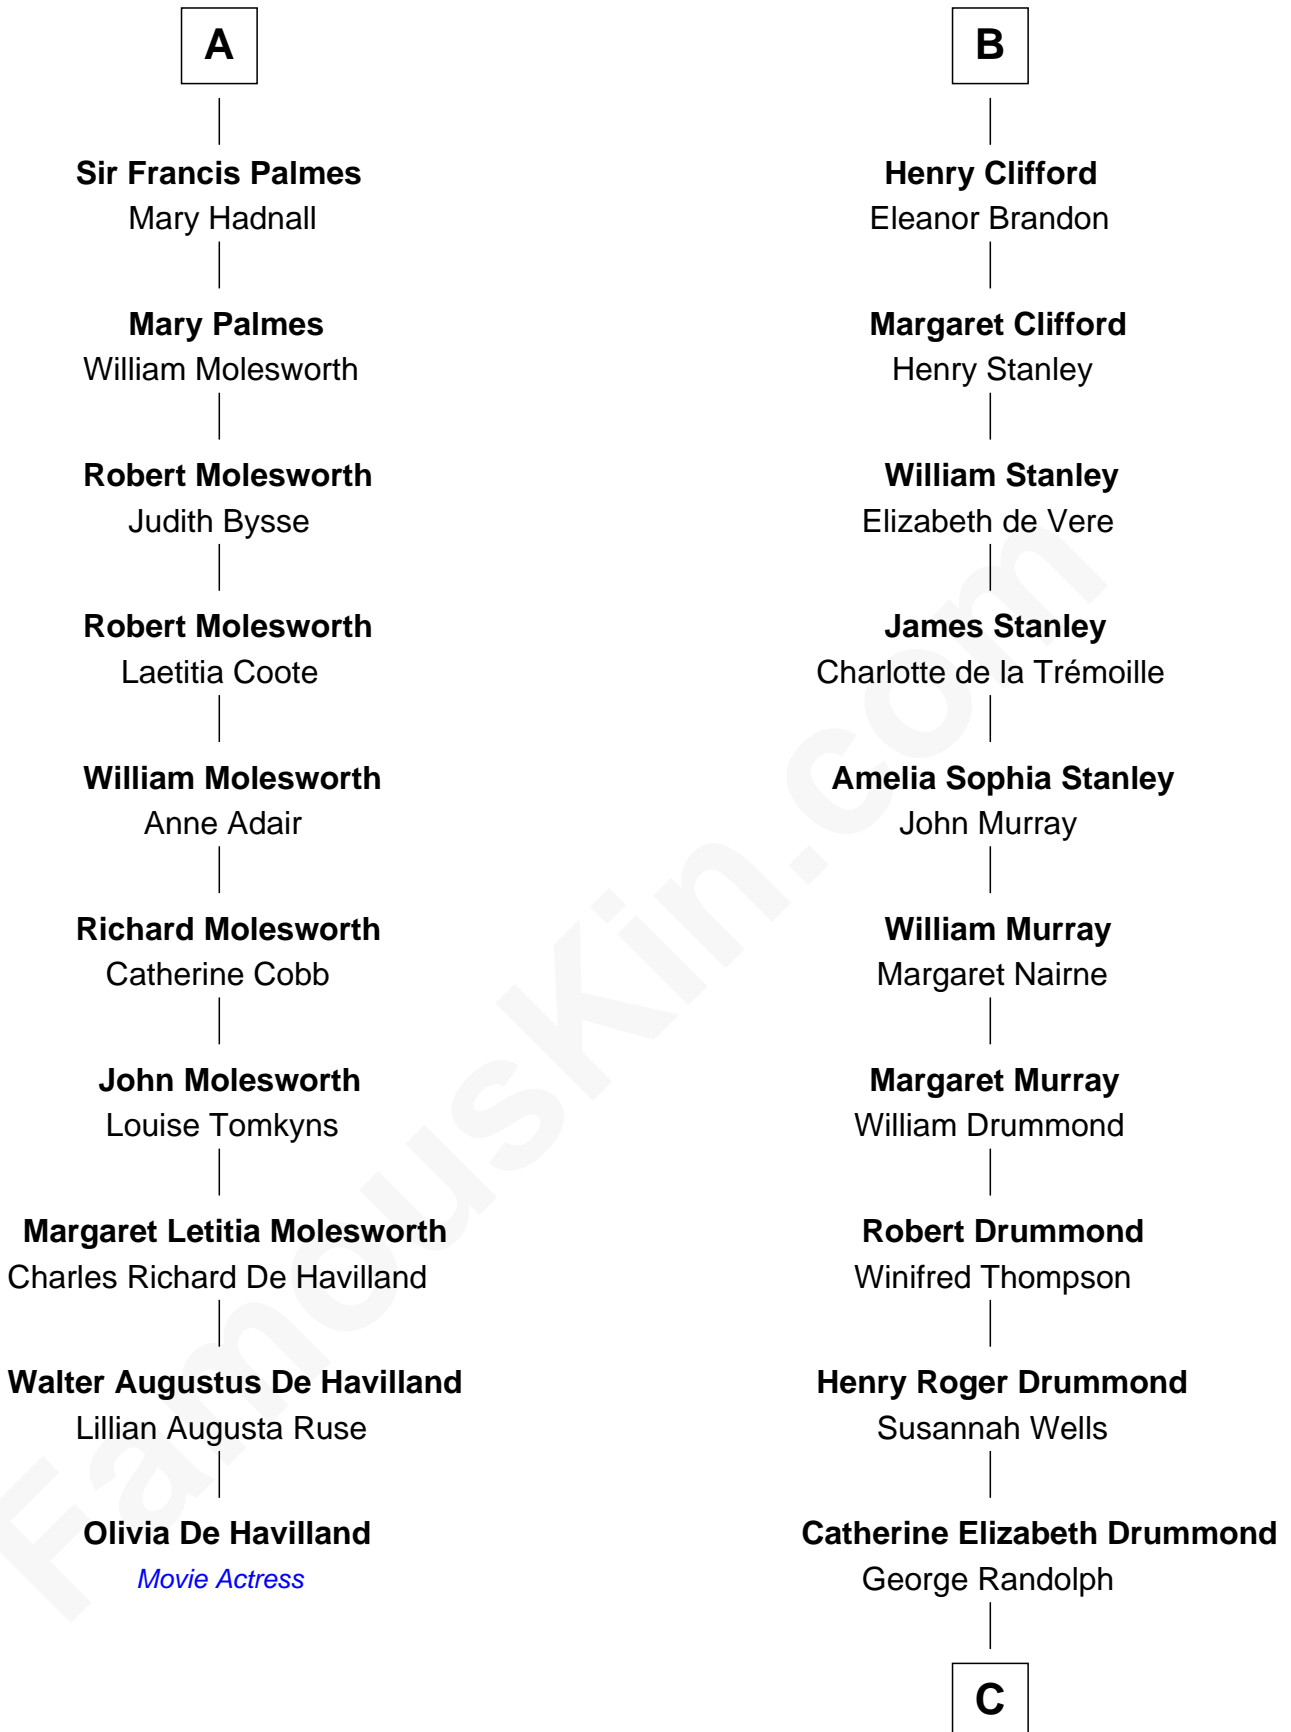 A
Sir Francis Palmes
Mary Hadnall
Mary Palmes
William Molesworth
Robert Molesworth
Judith Bysse
Robert Molesworth
Laetitia Coote
William Molesworth
Anne Adair
Richard Molesworth
Catherine Cobb
John Molesworth
Louise Tomkyns
Margaret Letitia Molesworth
Charles Richard De Havilland
Walter Augustus De Havilland
Lillian Augusta Ruse
Olivia De Havilland
Movie Actress
B
Henry Clifford
Eleanor Brandon
Margaret Clifford
Henry Stanley
William Stanley
Elizabeth de Vere
James Stanley
Charlotte de la Trémoille
Amelia Sophia Stanley
John Murray
William Murray
Margaret Nairne
Margaret Murray
William Drummond
Robert Drummond
Winifred Thompson
Henry Roger Drummond
Susannah Wells
Catherine Elizabeth Drummond
George Randolph
C
FamousKin.com